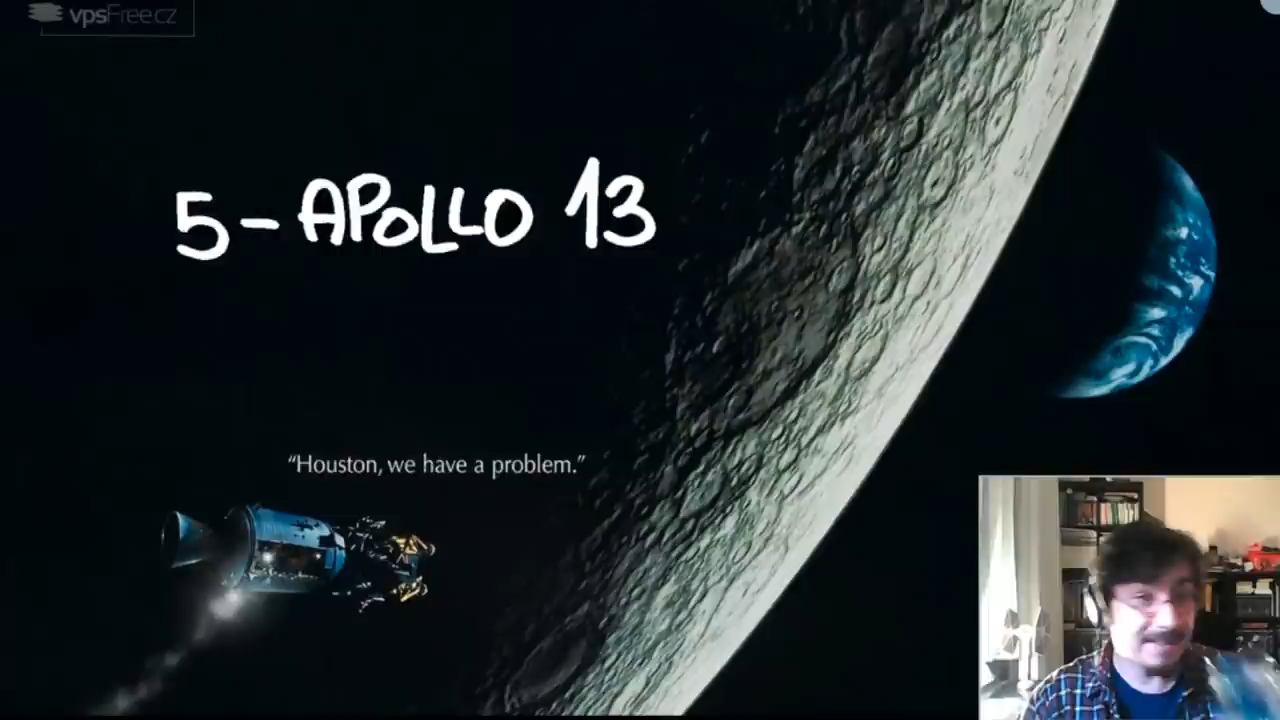 vpsFree.cz
5 - APOLLO 13
“Houston, we have a problem.”